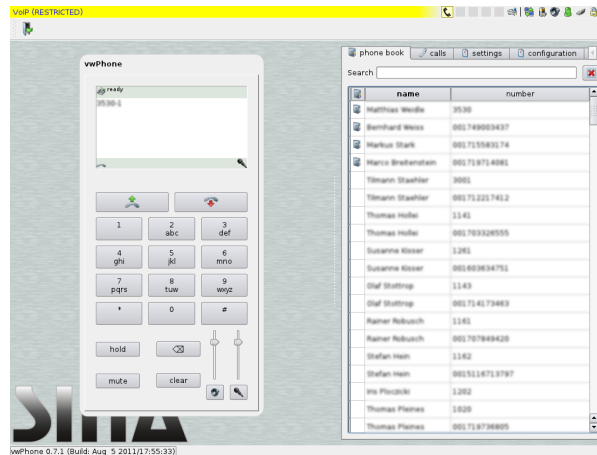 VoIP (RESTRICTED)
vwPhone
ready
3530-1
1
2
abc
3
def
4
ghi
5
jkl
6
mno
7
pqrs
8
tuw
9
wxyz
*
0
#
hold
mute
clear
phone book
calls
settings
configuration
Search
name number
Matthias Weidle 3530
Bernhard Weiss 001749003437
Markus Stark 001715583174
Marco Breitenstein 001719714081
Tilmann Staehler 3001
Tilmann Staehler 001712217412
Thomas Hollei 1141
Thomas Hollei 001703326555
Susanne Kisser 1261
Susanne Kisser 001603634751
Olaf Stottrop 1143
Olaf Stottrop 001714173463
Rainer Robusch 1161
Rainer Robusch 001707849420
Stefan Hein 1162
Stefan Hein 0015116713797
Iris Ploczicki 1202
Thomas Pleines 1020
Thomas Pleines 001719736805
SINA
vwPhone 0.7.1 (Build: Aug 5 2011/17:55:33)